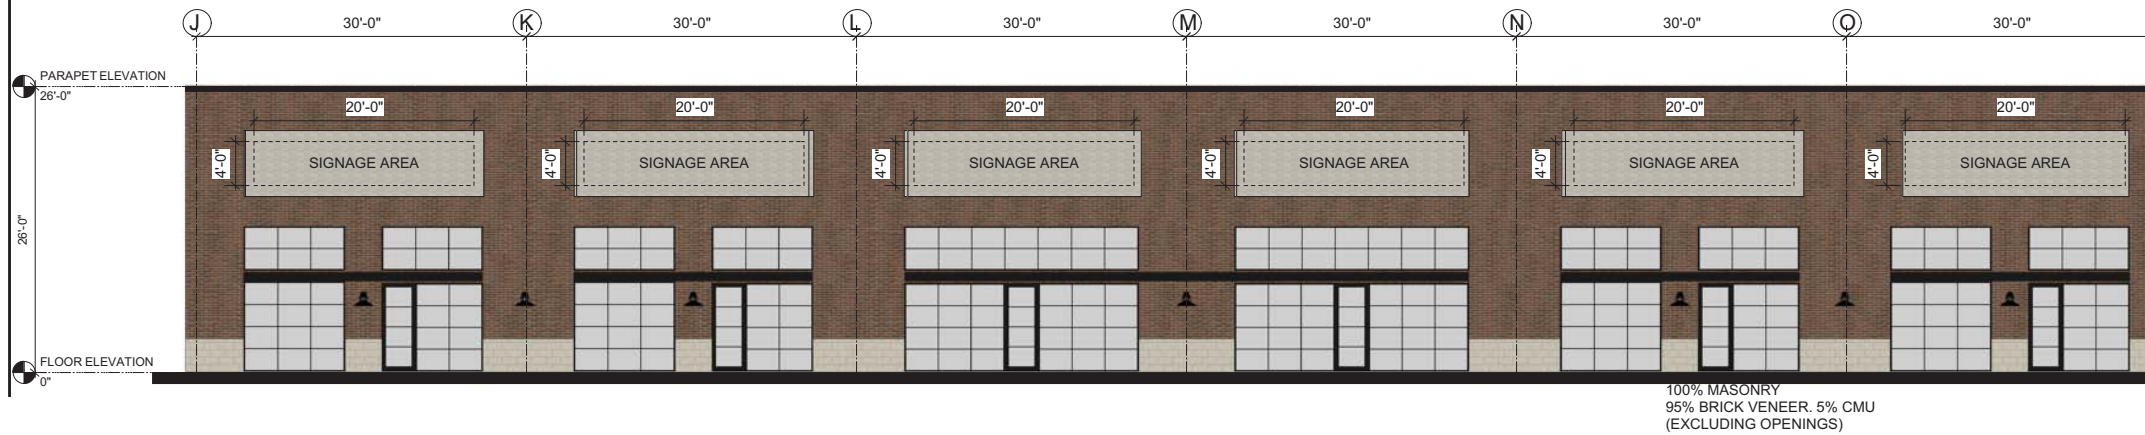 J 30'-0" K 30'-0" L 30'-0" M 30'-0" N 30'-0" O 30'-0"
PARAPET ELEVATION
26'-0"
20'-0" 20'-0" 20'-0" 20'-0" 20'-0" 20'-0"
4'-0" SIGNAGE AREA 4'-0" SIGNAGE AREA 4'-0" SIGNAGE AREA 4'-0" SIGNAGE AREA 4'-0" SIGNAGE AREA 4'-0" SIGNAGE AREA
26'-0"
FLOOR ELEVATION
0"
100% MASONRY
95% BRICK VENEER. 5% CMU
(EXCLUDING OPENINGS)